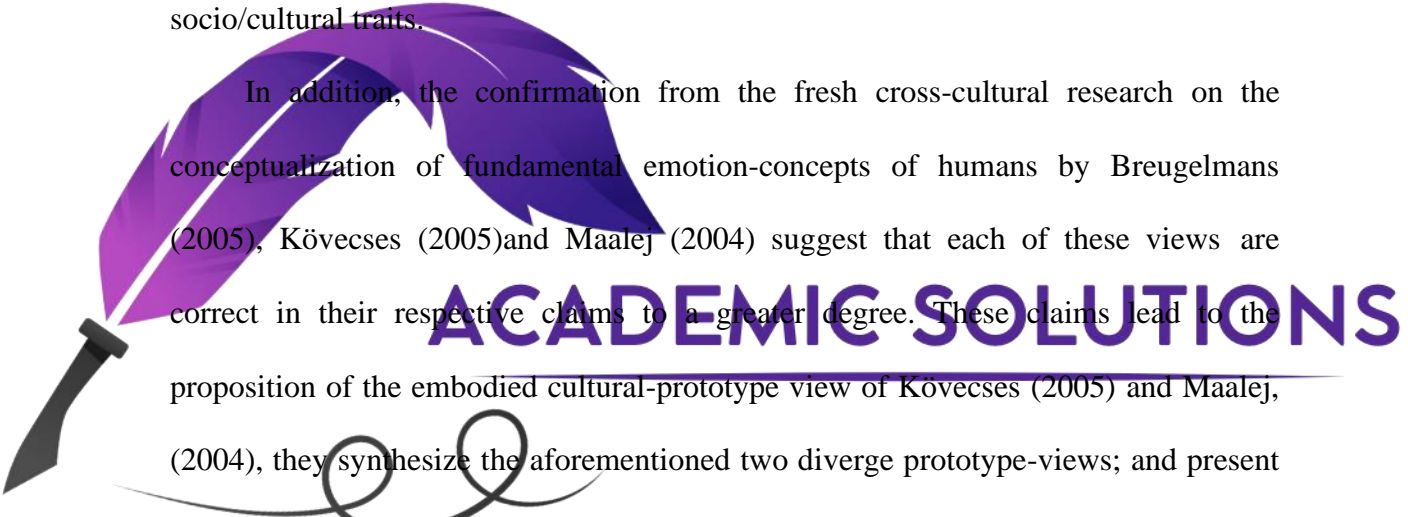 socio/cultural traits.
In addition, the confirmation from the fresh cross-cultural research on the
conceptualization of fundamental emotion-concepts of humans by Breugelmans
(2005), Kövecses (2005)and Maalej (2004) suggest that each of these views are
correct in their respective claims to a greater degree. These claims lead to the
ACADEMIC SOLUTIONS
proposition of the embodied cultural-prototype view of Kövecses (2005) and Maalej,
(2004), they synthesize the aforementioned two diverge prototype-views; and present